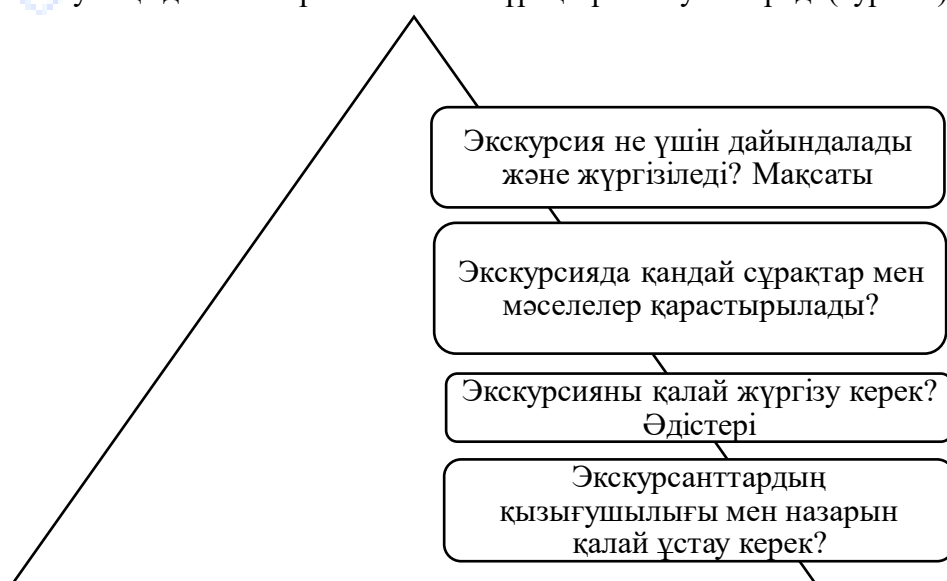 Экскурсия не үшін дайындалады
және жүргізіледі? Мақсаты
Экскурсияда қандай сұрақтар мен
мәселелер қарастырылады?
Экскурсияны қалай жүргізу керек?
Әдістері
Экскурсанттардың
қызығушылығы мен назарын
қалай ұстау керек?